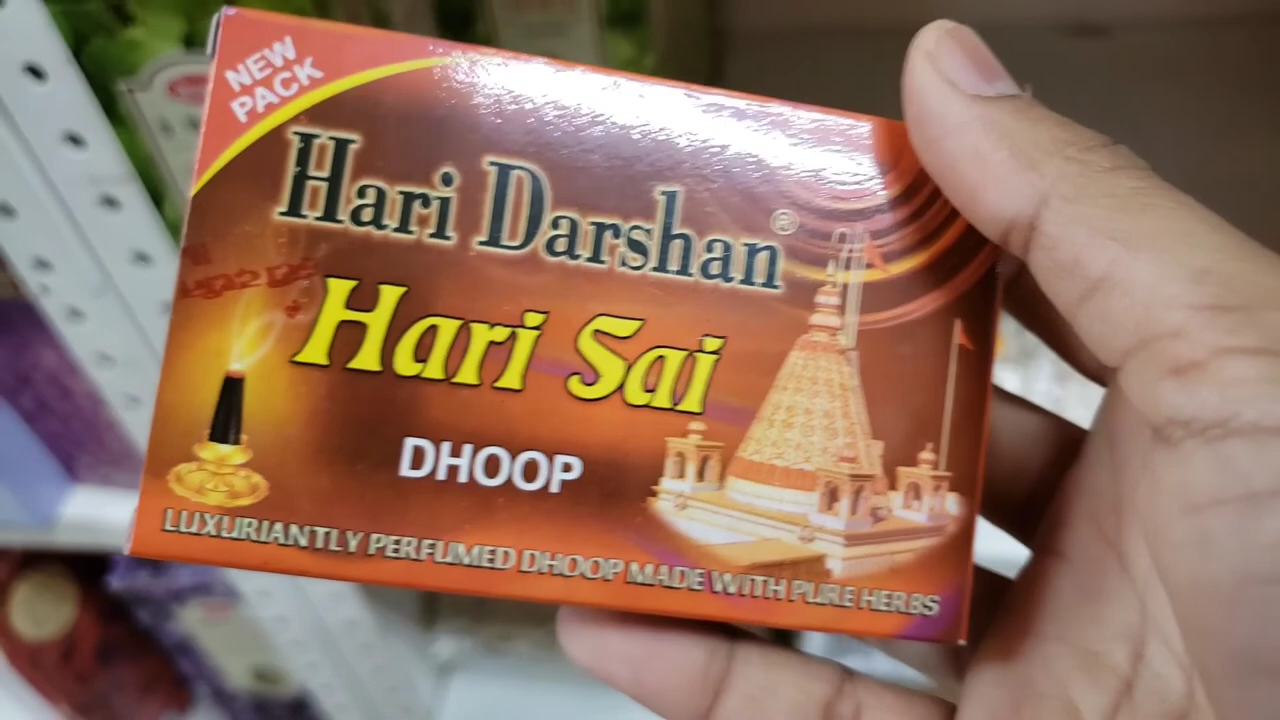 NEW
PACK
Hari Darshan®
Hari Sai
DHOOP
LUXURIANTLY PERFUMED DHOOP MADE WITH PURE HERBS